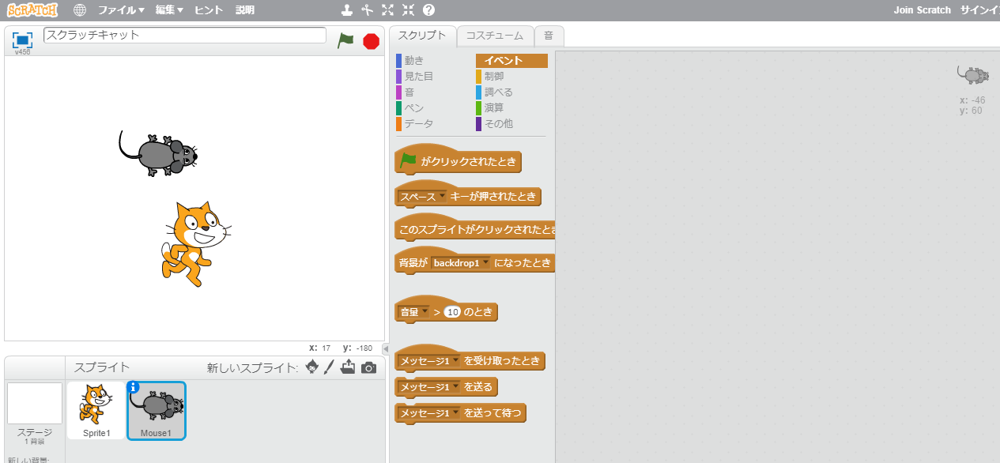 SCRATCH ファイル▼ 編集▼ ヒント 説明 Join Scratch サインイ
v456 スクラッチキャット
スクリプト コスチューム 音
動き イベント
見た目 制御
音 調べる
ペン 演算
データ その他
x: -46
y: 60
がクリックされたとき
スペース▼ キーが押されたとき
このスプライトがクリックされたとき
背景が backdrop1▼ になったとき
音量▼ > 10 のとき
メッセージ1▼ を受け取ったとき
メッセージ1▼ を送る
メッセージ1▼ を送って待つ
x: 17 y: -180
スプライト 新しいスプライト:
ステージ
1 背景
新しい背景:
Sprite1 Mouse1